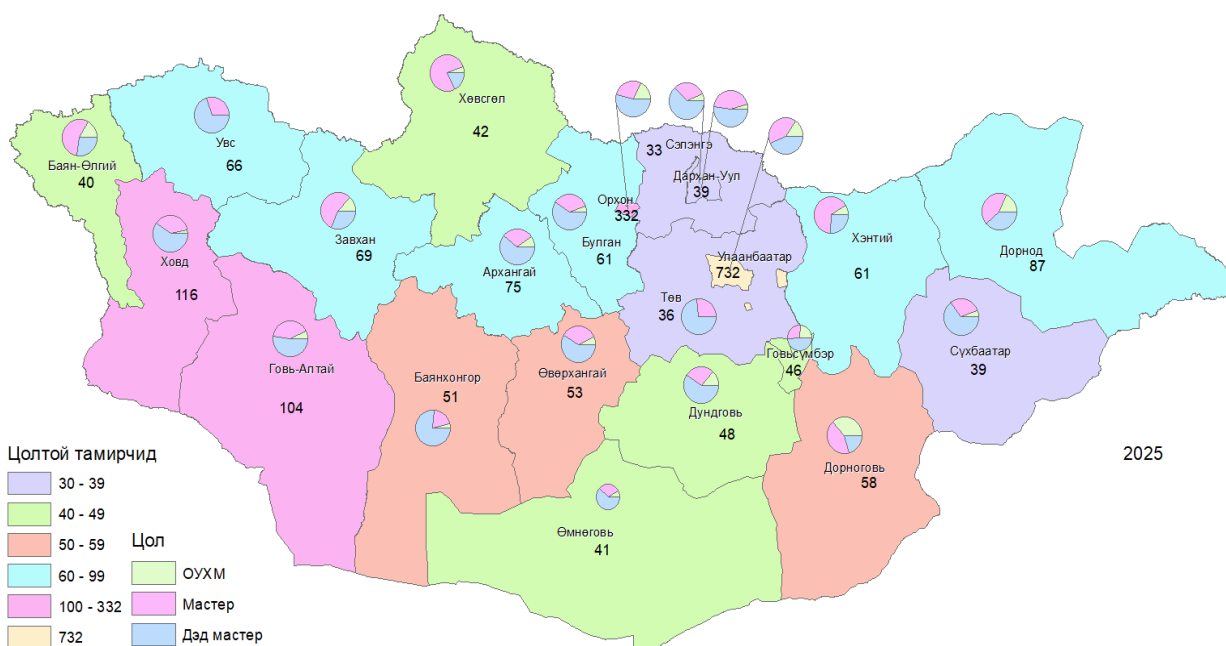 Хөвсгөл
42
Увс
66
Баян-Өлгий
40
Ховд
116
Завхан
69
Архангай
75
Булган
61
Орхон
332
33
Сэлэнгэ
Дархан-Уул
39
Улаанбаатар
732
Төв
36
Хэнтий
61
Дорнод
87
Сүхбаатар
39
Говьсүмбэр
46
Говь-Алтай
104
Баянхонгор
51
Өвөрхангай
53
Дундговь
48
Дорноговь
58
Өмнөговь
41
2025
Цолтой тамирчид
30 - 39
40 - 49
50 - 59
60 - 99
100 - 332
732
Цол
ОУХМ
Мастер
Дэд мастер